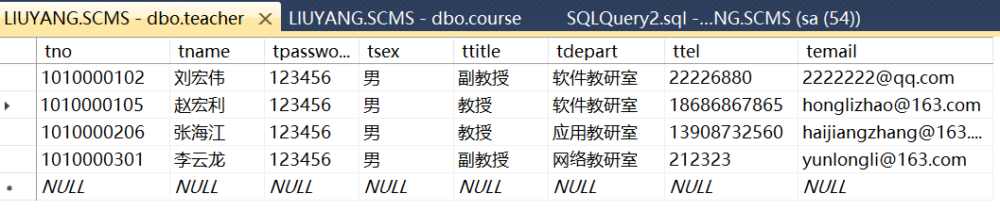 LIUYANG.SCMS - dbo.teacher LIUYANG.SCMS - dbo.course SQLQuery2.sql -...NG.SCMS (sa (54))
tno tname tpasswo... tsex ttitle tdepart ttel temail
1010000102 刘宏伟 123456 男 副教授 软件教研室 22226880 2222222@qq.com
1010000105 赵宏利 123456 男 教授 软件教研室 18686867865 honglizhao@163.com
1010000206 张海江 123456 男 教授 应用教研室 13908732560 haijiangzhang@163....
1010000301 李云龙 123456 男 副教授 网络教研室 212323 yunlongli@163.com
NULL NULL NULL NULL NULL NULL NULL NULL